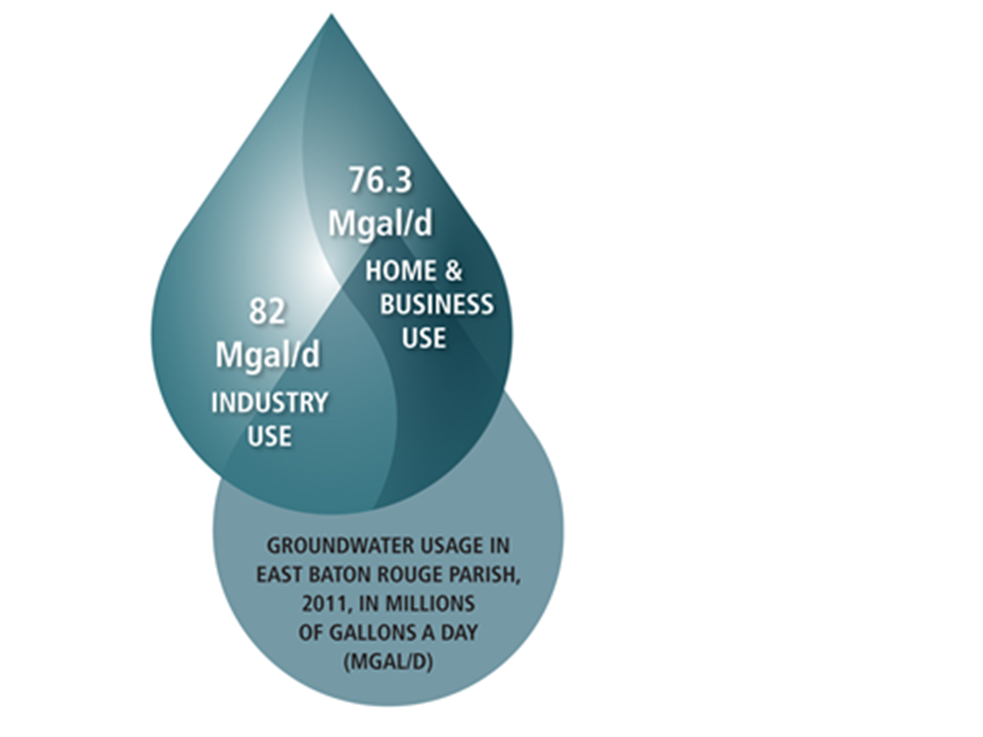 76.3
Mgal/d
HOME &
BUSINESS
USE
82
Mgal/d
INDUSTRY
USE
GROUNDWATER USAGE IN
EAST BATON ROUGE PARISH,
2011, IN MILLIONS
OF GALLONS A DAY
(MGAL/D)